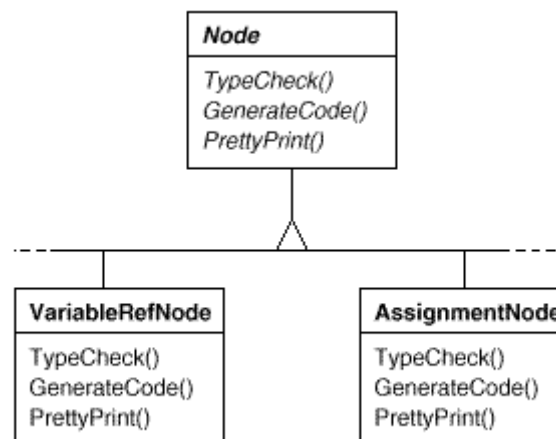 Node
TypeCheck()
GenerateCode()
PrettyPrint()
VariableRefNode
TypeCheck()
GenerateCode()
PrettyPrint()
AssignmentNode
TypeCheck()
GenerateCode()
PrettyPrint()